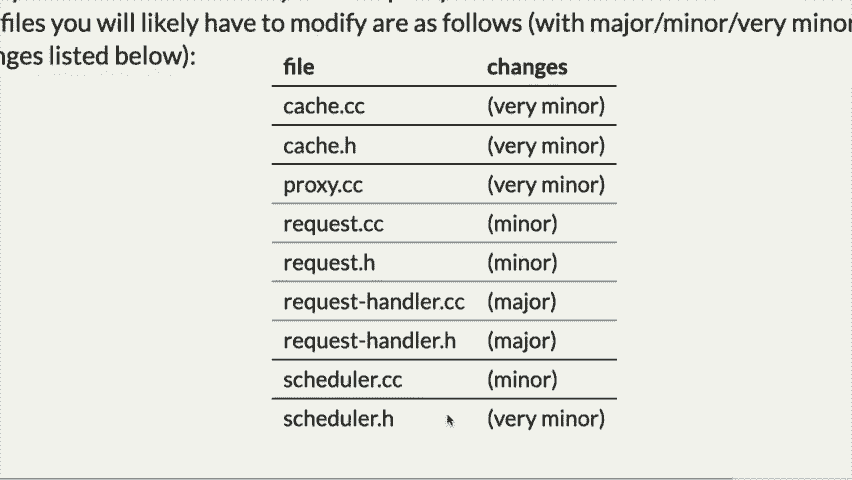 files you will likely have to modify are as follows (with major/minor/very minor
listed below):
file changes
cache.cc (very minor)
cache.h (very minor)
proxy.cc (very minor)
request.cc (minor)
request.h (minor)
request-handler.cc (major)
request-handler.h (major)
scheduler.cc (minor)
scheduler.h (very minor)